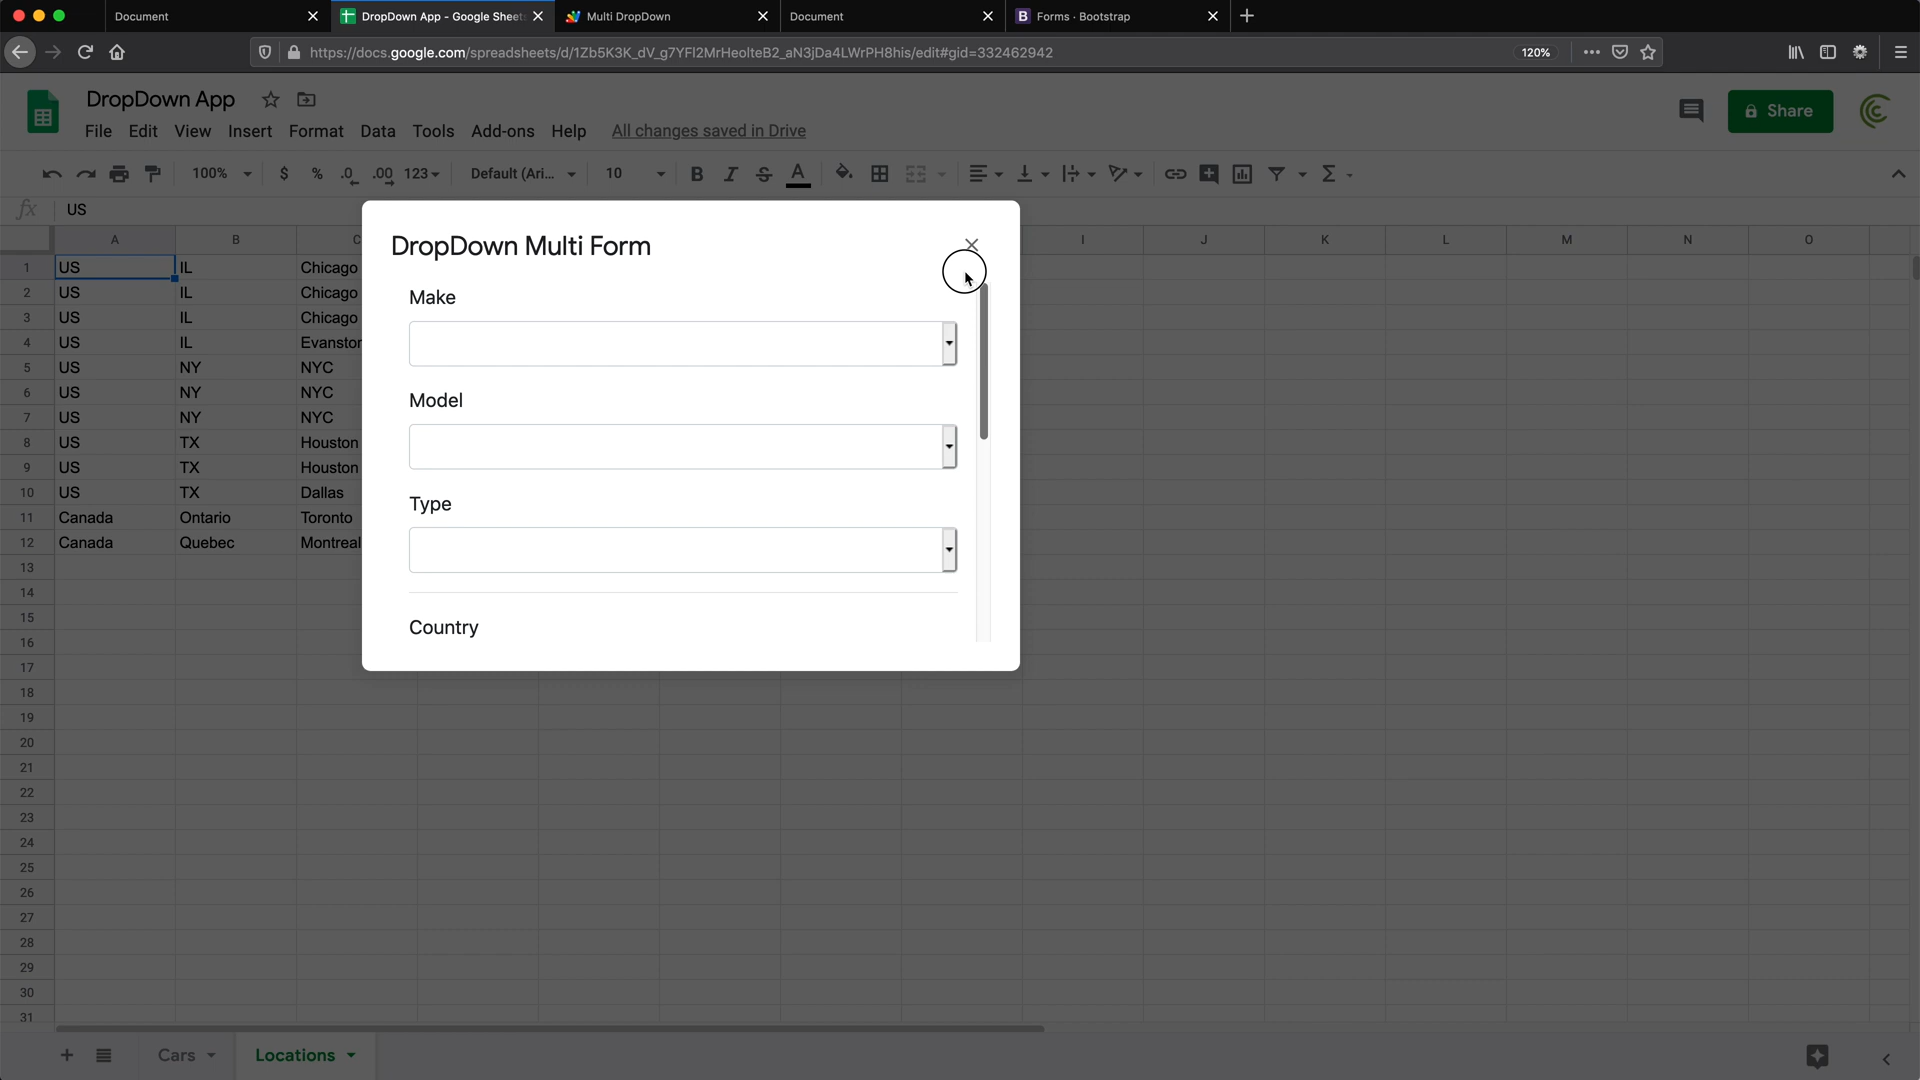 Document
DropDown App - Google Sheets
Multi DropDown
Document
Forms · Bootstrap
https://docs.google.com/spreadsheets/d/1Zb5K3K_dV_g7YFl2MrHeolteB2_aN3jDa4LWrPH8his/edit#gid=332462942
120%
DropDown App
File Edit View Insert Format Data Tools Add-ons Help All changes saved in Drive
Share
100% $ % .0 .00 123 Default (Ari... 10 B I S A
fx US
A B C I J K L M N O
1 US IL Chicago
2 US IL Chicago
3 US IL Chicago
4 US IL Evanston
5 US NY NYC
6 US NY NYC
7 US NY NYC
8 US TX Houston
9 US TX Houston
10 US TX Dallas
11 Canada Ontario Toronto
12 Canada Quebec Montreal
13
14
15
16
17
18
19
20
21
22
23
24
25
26
27
28
29
30
31
DropDown Multi Form
Make
Model
Type
Country
Cars
Locations